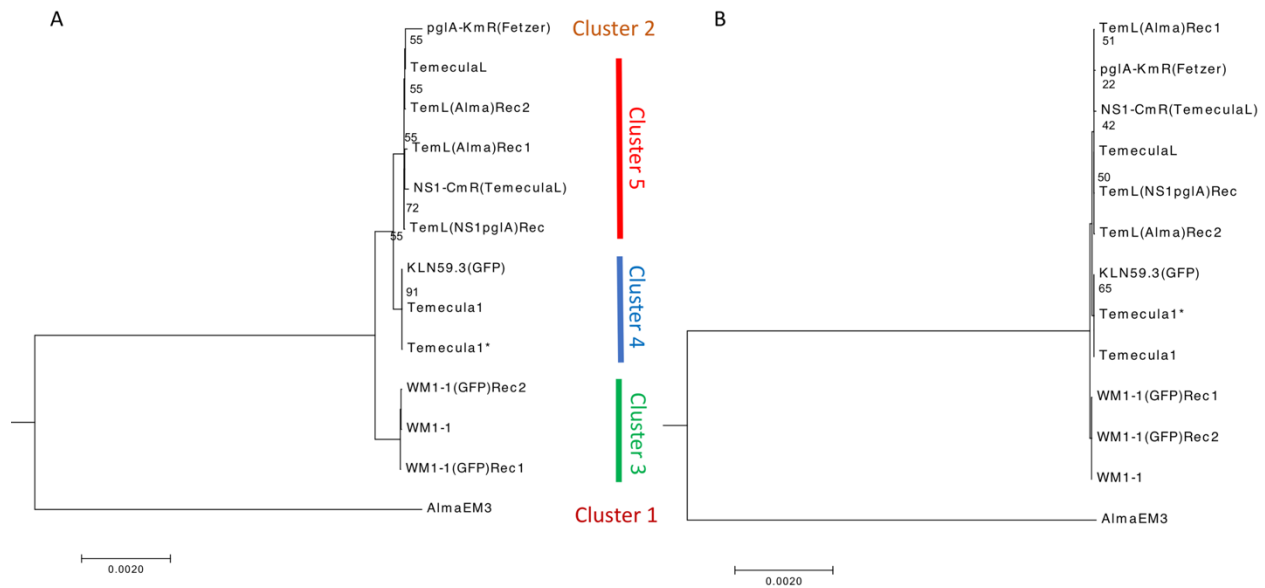 A
pglA-KmR(Fetzer)
55
TemeculaL
55
TemL(Alma)Rec2
55
TemL(Alma)Rec1
NS1-CmR(TemeculaL)
72
TemL(NS1pglA)Rec
55
KLN59.3(GFP)
91
Temecula1
Temecula1*
WM1-1(GFP)Rec2
WM1-1
WM1-1(GFP)Rec1
AlmaEM3
0.0020
Cluster 2
Cluster 5
Cluster 4
Cluster 3
Cluster 1
B
TemL(Alma)Rec1
51
pglA-KmR(Fetzer)
22
NS1-CmR(TemeculaL)
42
TemeculaL
50
TemL(NS1pglA)Rec
TemL(Alma)Rec2
KLN59.3(GFP)
65
Temecula1*
Temecula1
WM1-1(GFP)Rec1
WM1-1(GFP)Rec2
WM1-1
AlmaEM3
0.0020